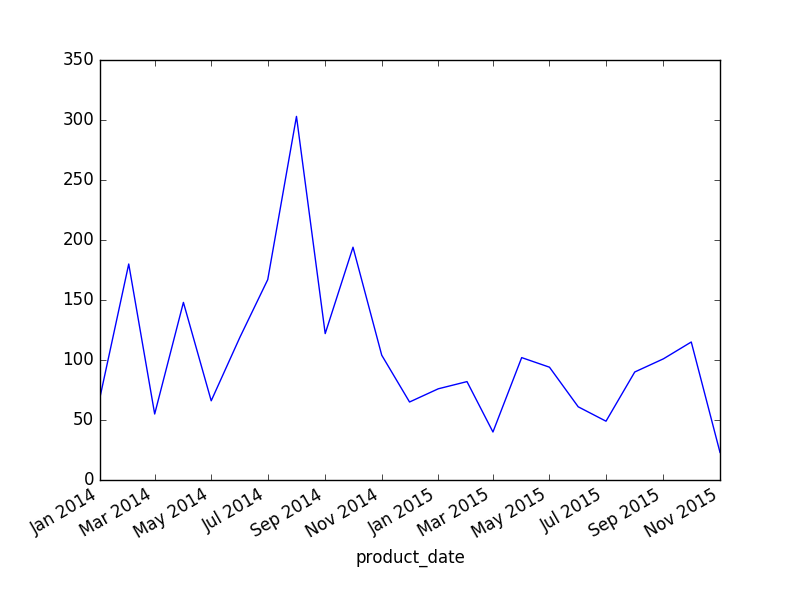 350
300
250
200
150
100
50
0
Jan 2014
Mar 2014
May 2014
Jul 2014
Sep 2014
Nov 2014
Jan 2015
Mar 2015
May 2015
Jul 2015
Sep 2015
Nov 2015
product_date